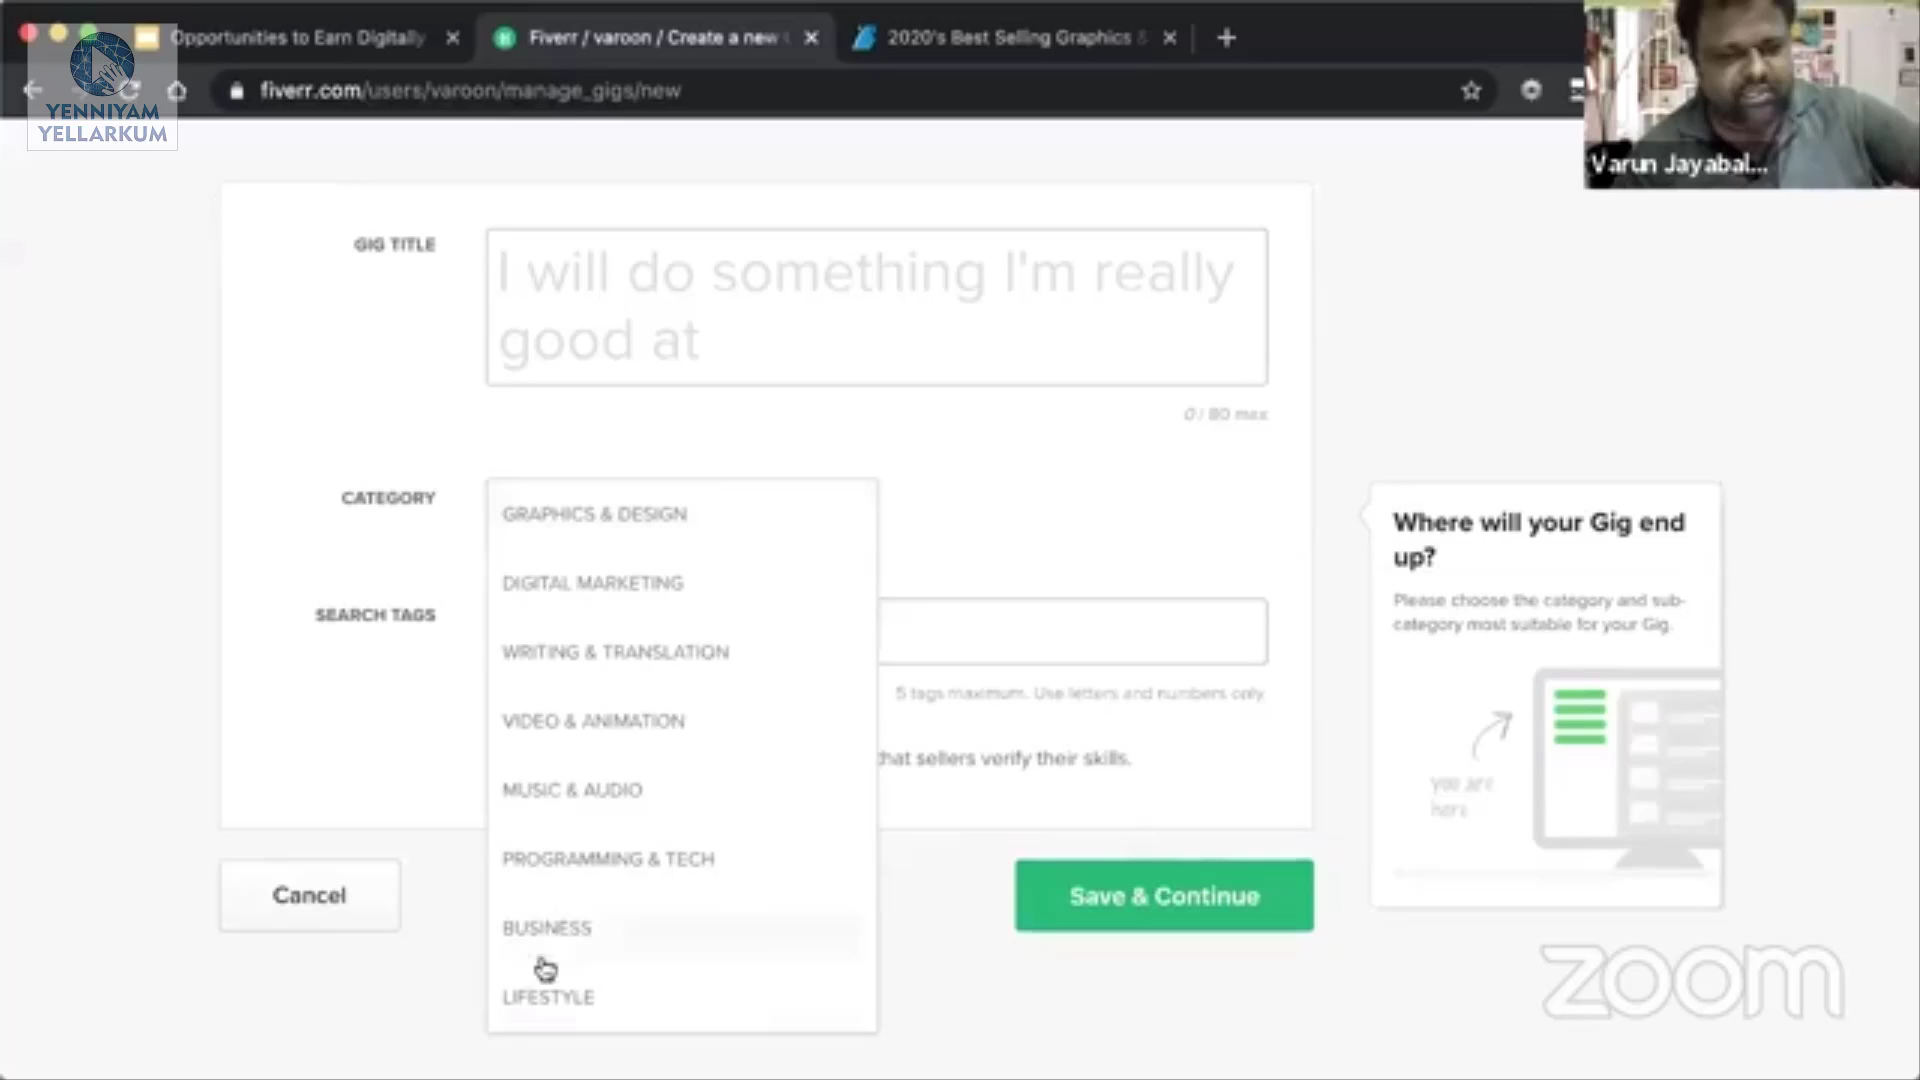 Opportunities to Earn Digitally
Fiverr / varoon / Create a new
2020's Best Selling Graphics &
fiverr.com/users/varoon/manage_gigs/new
YENNIYAM
YELLARKUM
Varun Jayabal...
GIG TITLE
I will do something I'm really
good at
0 / 80 max
CATEGORY
GRAPHICS & DESIGN
DIGITAL MARKETING
SEARCH TAGS
WRITING & TRANSLATION
5 tags maximum. Use letters and numbers only.
VIDEO & ANIMATION
that sellers verify their skills.
MUSIC & AUDIO
PROGRAMMING & TECH
BUSINESS
LIFESTYLE
Cancel
Save & Continue
Where will your Gig end
up?
Please choose the category and sub-
category most suitable for your Gig.
you are
here
zoom